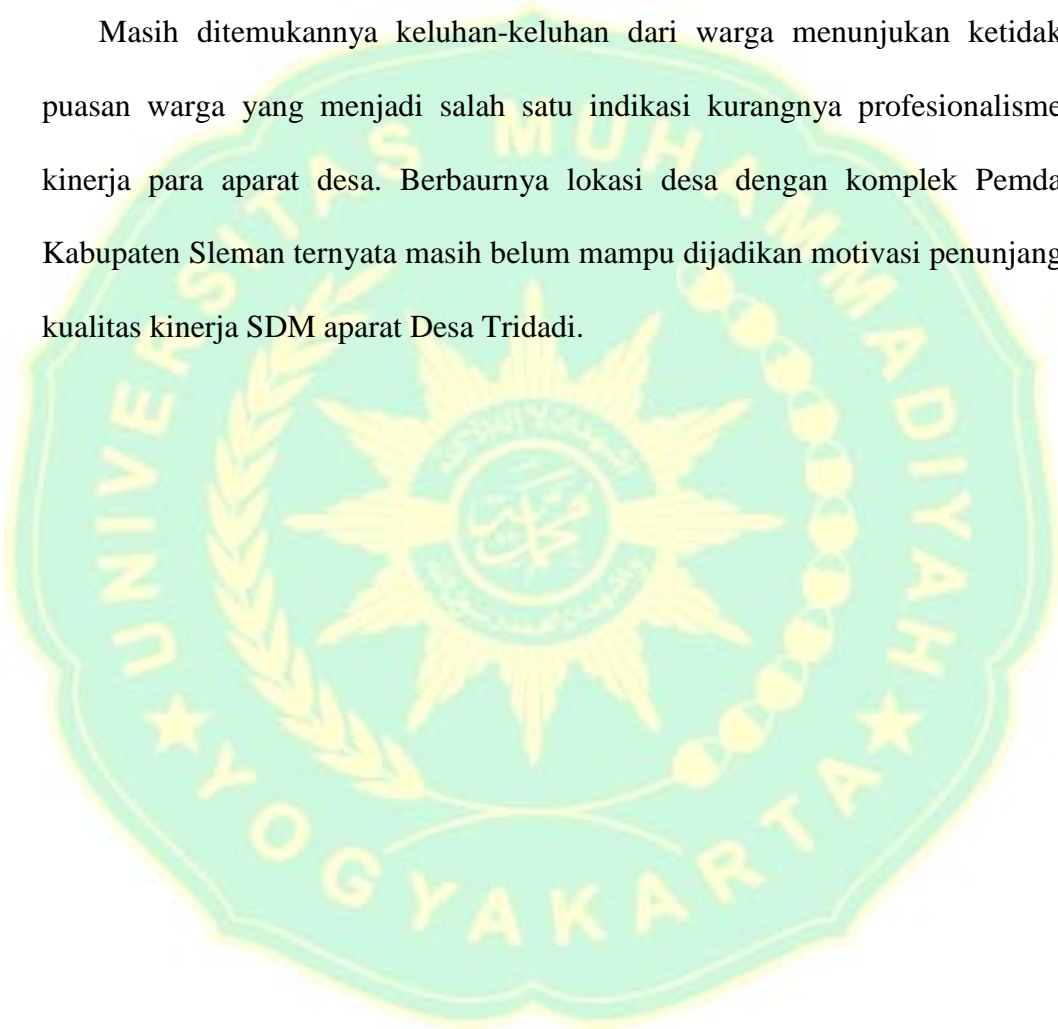 Masih ditemukannya keluhan-keluhan dari warga menunjukan ketidak
puasan warga yang menjadi salah satu indikasi kurangnya profesionalisme
kinerja para aparat desa. Berbaurnya lokasi desa dengan komplek Pemda
Kabupaten Sleman ternyata masih belum mampu dijadikan motivasi penunjang
kualitas kinerja SDM aparat Desa Tridadi.
UNIVERSITAS MUHAMMADIYAH
★ YOGYAKARTA ★
محمد